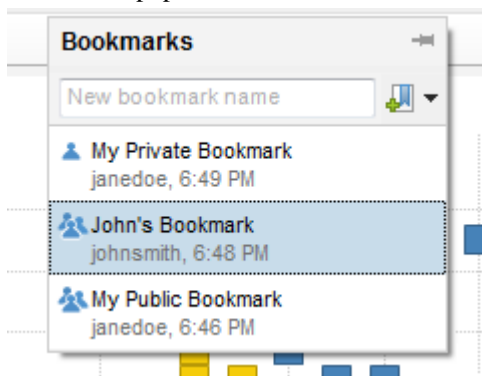 Bookmarks
New bookmark name
My Private Bookmark
janedoe, 6:49 PM
John's Bookmark
johnsmith, 6:48 PM
My Public Bookmark
janedoe, 6:46 PM